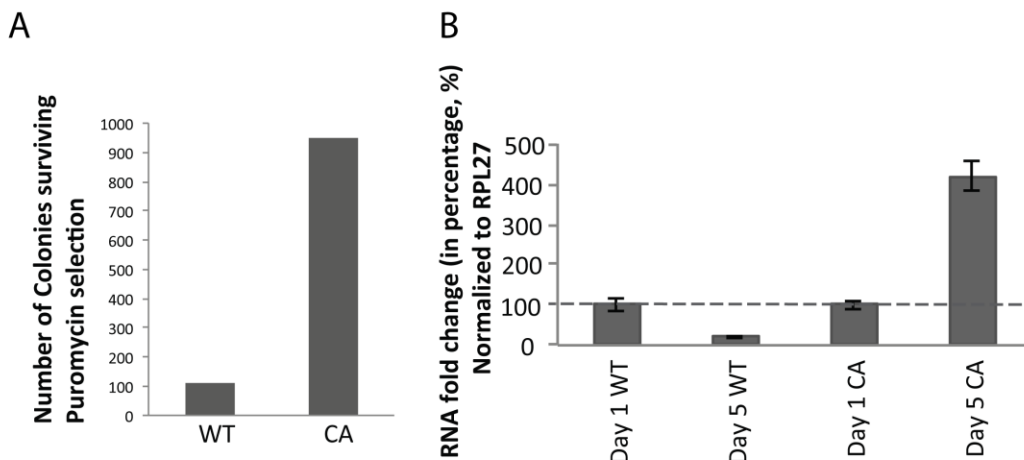 A
Number of Colonies surviving
Puromycin selection
1000
900
800
700
600
500
400
300
200
100
0
WT
CA
B
RNA fold change (in percentage, %)
Normalized to RPL27
500
400
300
200
100
0
Day 1 WT
Day 5 WT
Day 1 CA
Day 5 CA